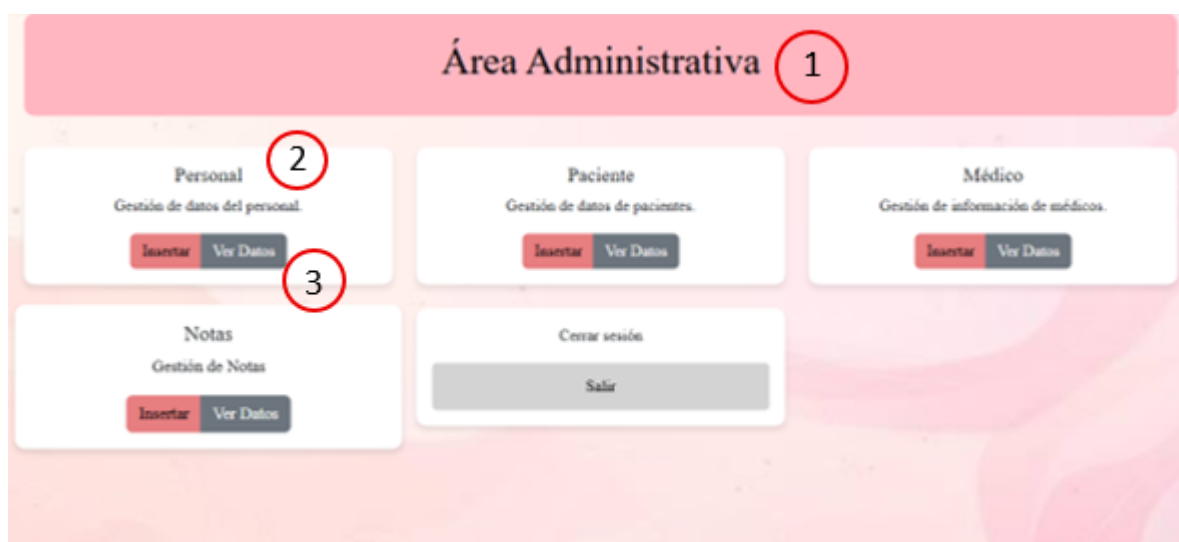 Área Administrativa 1
2
Personal
Gestión de datos del personal.
Insertar Ver Datos
3
Paciente
Gestión de datos de pacientes.
Insertar Ver Datos
Médico
Gestión de información de médicos.
Insertar Ver Datos
Notas
Gestión de Notas
Insertar Ver Datos
Cerrar sesión
Salir